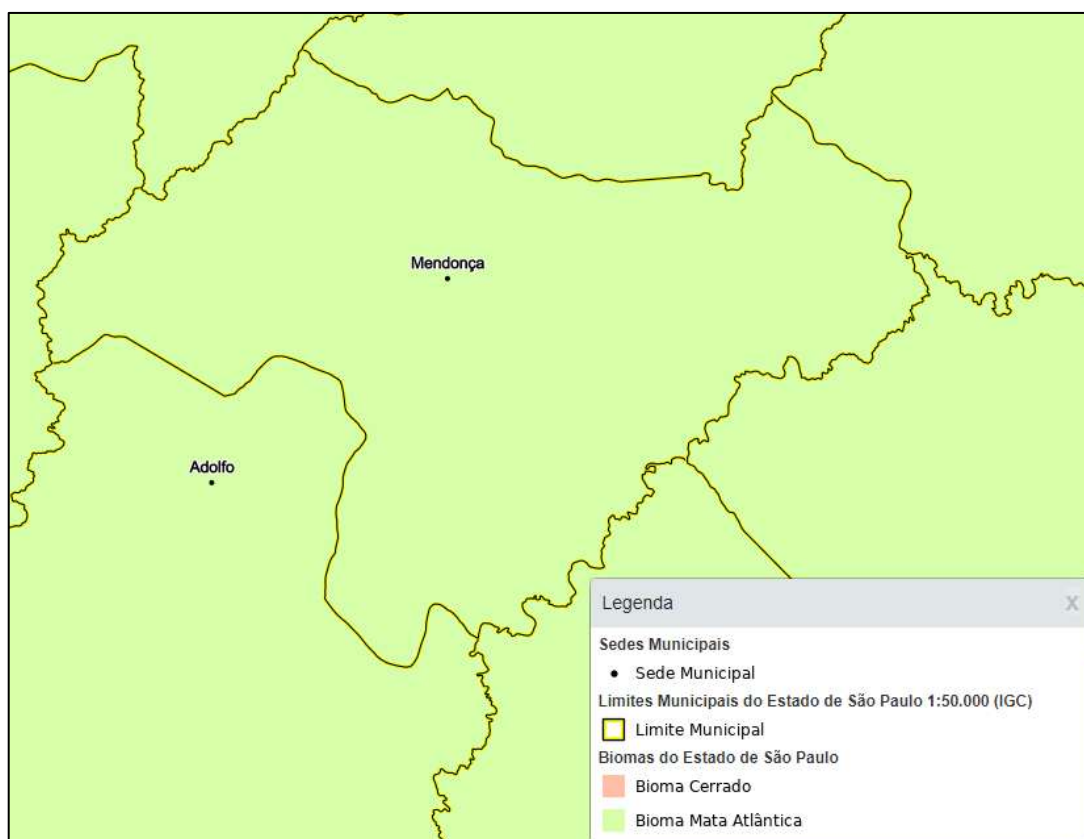 Mendonça
Adolfo
Legenda X
Sedes Municipais
Sede Municipal
Limites Municipais do Estado de São Paulo 1:50.000 (IGC)
Limite Municipal
Biomas do Estado de São Paulo
Bioma Cerrado
Bioma Mata Atlântica